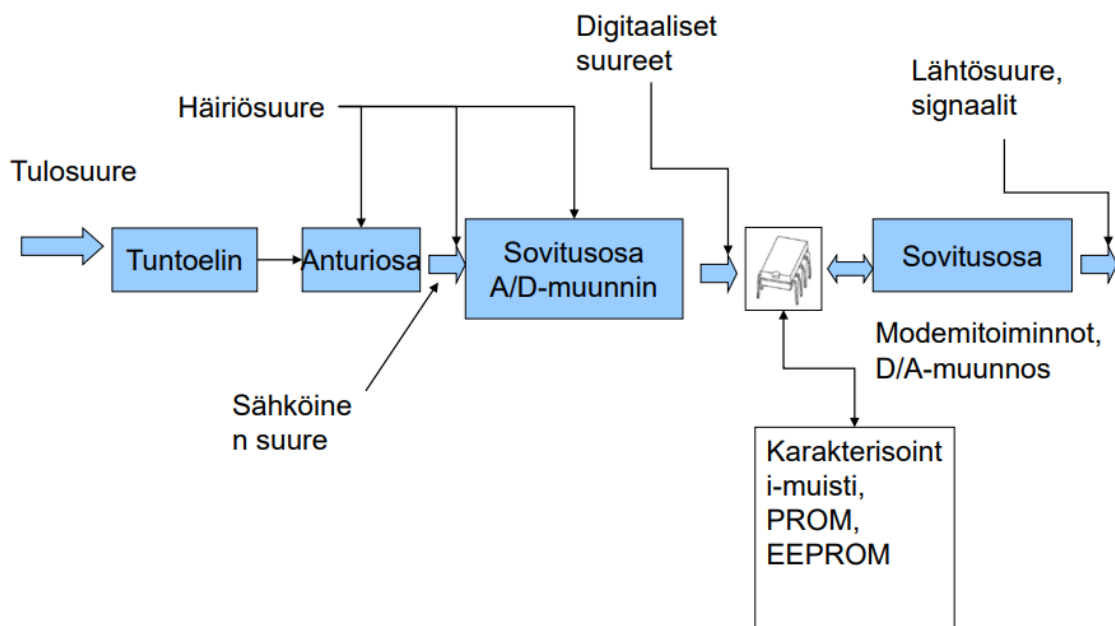 Digitaaliset
suureet
Lähtösuure,
signaalit
Häiriösuure
Tulosuure
Tuntoelin
Anturiosa
Sovitusosa
A/D-muunnin
Sovitusosa
Modemitoiminnot,
D/A-muunnos
Sähköine
n suure
Karakterisoint
i-muisti,
PROM,
EEPROM